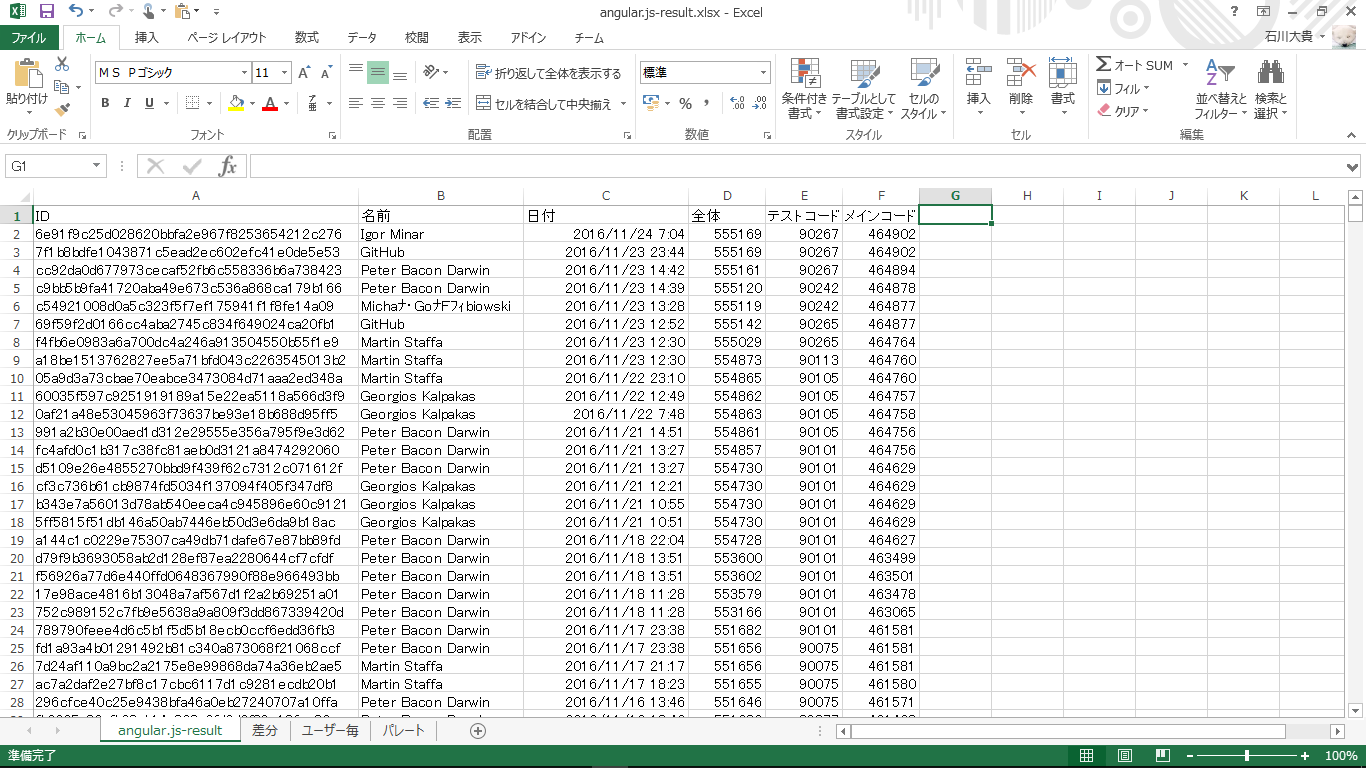 angular.js-result.xlsx - Excel
ファイル ホーム 挿入 ページ レイアウト 数式 データ 校閲 表示 アドイン チーム 石川大貴
貼り付け ＭＳ Ｐゴシック 11 折り返して全体を表示する 標準 条件付き 書式 テーブルとして 書式設定 セルの スタイル 挿入 削除 書式 オート SUM 並べ替えと フィルター 検索と 選択
B I U セルを結合して中央揃え % フィル クリア
クリップボード フォント 配置 数値 スタイル セル 編集
G1 fx
A B C D E F G H I J K L
1 ID 名前 日付 全体 テストコード メインコード
2 6e91f9c25d028620bbfa2e967f8253654212c276 Igor Minar 2016/11/24 7:04 555169 90267 464902
3 7f1b8bdfe1043871c5ead2ec602efc41e0de5e53 GitHub 2016/11/23 23:44 555169 90267 464902
4 cc92da0d677973cecaf52fb6c558336b6a738423 Peter Bacon Darwin 2016/11/23 14:42 555161 90267 464894
5 c9bb5b9fa41720aba49e673c536a868ca179b166 Peter Bacon Darwin 2016/11/23 14:39 555120 90242 464878
6 c54921008d0a5c323f5f7ef175941f1f8fe14a09 Michaﾅ・Goﾅﾄﾌｨbiowski 2016/11/23 13:28 555119 90242 464877
7 69f59f2d0166cc4aba2745c834f649024ca20fb1 GitHub 2016/11/23 12:52 555142 90265 464877
8 f4fb6e0983a6a700dc4a246a913504550b55f1e9 Martin Staffa 2016/11/23 12:30 555029 90265 464764
9 a18be1513762827ee5a71bfd043c2263545013b2 Martin Staffa 2016/11/23 12:30 554873 90113 464760
10 05a9d3a73cbae70eabce3473084d71aaa2ed348a Martin Staffa 2016/11/22 23:10 554865 90105 464760
11 60035f597c9251919189a15e22ea5118a566d3f9 Georgios Kalpakas 2016/11/22 12:49 554862 90105 464757
12 0af21a48e53045963f73637be93e18b688d95ff5 Georgios Kalpakas 2016/11/22 7:48 554863 90105 464758
13 991a2b30e00aed1d312e29555e356a795f9e3d62 Peter Bacon Darwin 2016/11/21 14:51 554861 90105 464756
14 fc4afd0c1b317c38fc81aeb0d3121a8474292060 Peter Bacon Darwin 2016/11/21 13:27 554857 90101 464756
15 d5109e26e4855270bbd9f439f62c7312c071612f Peter Bacon Darwin 2016/11/21 13:27 554730 90101 464629
16 cf3c736b61cb9874fd5034f137094f405f347df8 Georgios Kalpakas 2016/11/21 12:21 554730 90101 464629
17 b343e7a56013d78ab540eeca4c945896e60c9121 Georgios Kalpakas 2016/11/21 10:55 554730 90101 464629
18 5ff5815f51db146a50ab7446eb50d3e6da9b18ac Georgios Kalpakas 2016/11/21 10:51 554730 90101 464629
19 a144c1c0229e75307ca49db71dafe67e87bb89fd Peter Bacon Darwin 2016/11/18 22:04 554728 90101 464627
20 d79f9b3693058ab2d128ef87ea2280644cf7cfdf Peter Bacon Darwin 2016/11/18 13:51 553600 90101 463499
21 f56926a77d6e440ffd0648367990f88e966493bb Peter Bacon Darwin 2016/11/18 13:51 553602 90101 463501
22 17e98ace4816b13048a7af567d1f2a2b69251a01 Peter Bacon Darwin 2016/11/18 11:28 553579 90101 463478
23 752c989152c7fb9e5638a9a809f3dd867339420d Peter Bacon Darwin 2016/11/18 11:28 553166 90101 463065
24 789790feee4d6c5b1f5d5b18ecb0ccf6edd36fb3 Peter Bacon Darwin 2016/11/17 23:38 551682 90101 461581
25 fd1a93a4b01291492b81c340a873068f21068ccf Peter Bacon Darwin 2016/11/17 23:38 551656 90075 461581
26 7d24af110a9bc2a2175e8e99868da74a36eb2ae5 Martin Staffa 2016/11/17 21:17 551656 90075 461581
27 ac7a2daf2e27bf8c17cbc6117d1c9281ecdb20b1 Martin Staffa 2016/11/17 18:23 551655 90075 461580
28 296cfce40c25e9438bfa46a0eb27240707a10ffa Peter Bacon Darwin 2016/11/16 13:46 551646 90075 461571
angular.js-result 差分 ユーザー毎 パレート
準備完了 100%